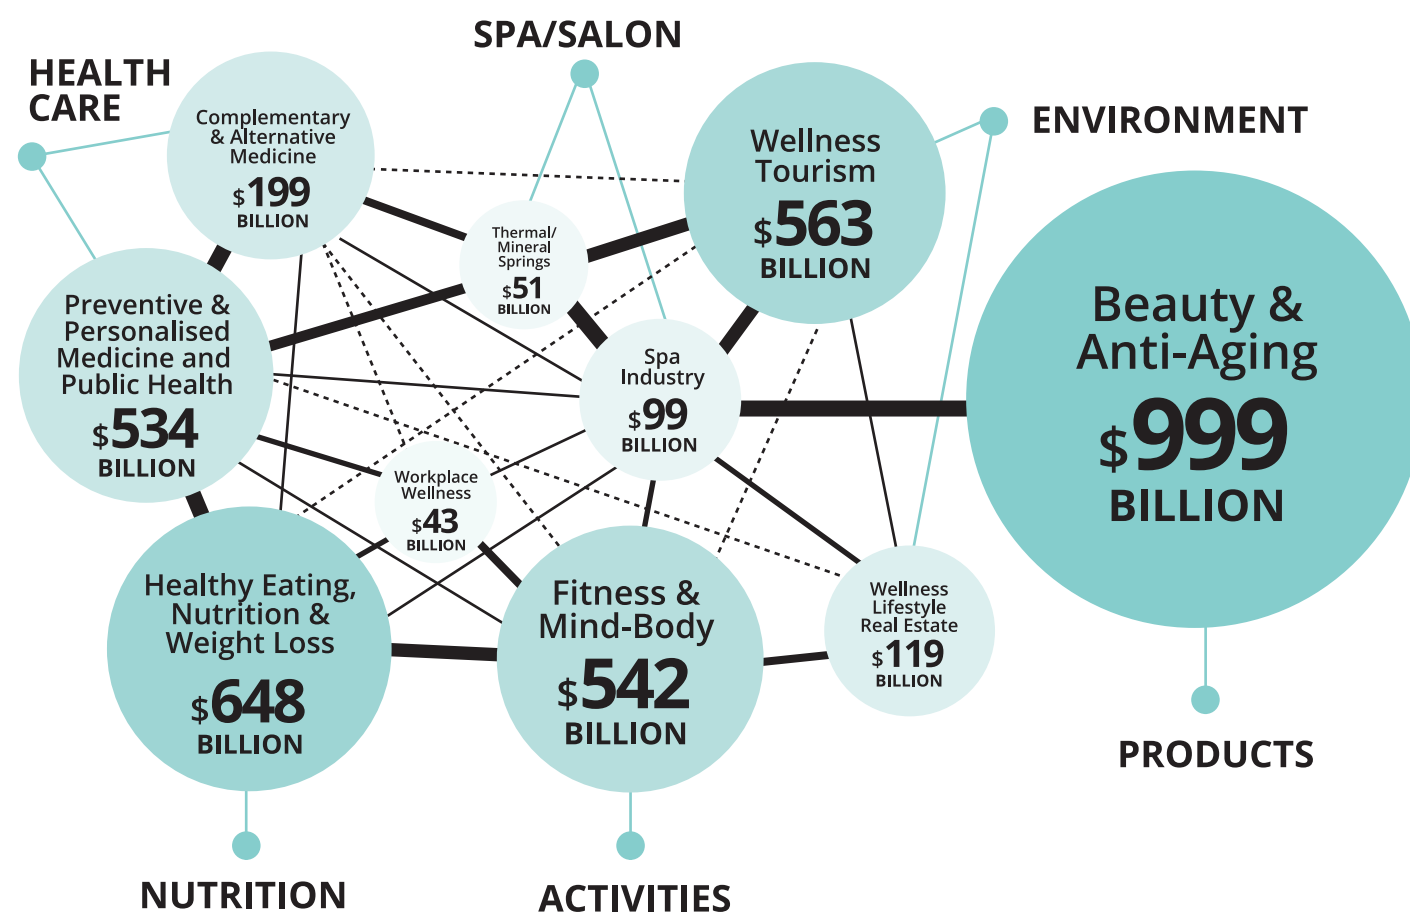 SPA/SALON
HEALTH
CARE
ENVIRONMENT
Complementary
& Alternative
Medicine
$199
BILLION
Wellness
Tourism
$563
BILLION
Thermal/
Mineral
Springs
$51
BILLION
Beauty &
Anti-Aging
$999
BILLION
Preventive &
Personalised
Medicine and
Public Health
$534
BILLION
Spa
Industry
$99
BILLION
Workplace
Wellness
$43
BILLION
Healthy Eating,
Nutrition &
Weight Loss
$648
BILLION
Fitness &
Mind-Body
$542
BILLION
Wellness
Lifestyle
Real Estate
$119
BILLION
PRODUCTS
NUTRITION
ACTIVITIES